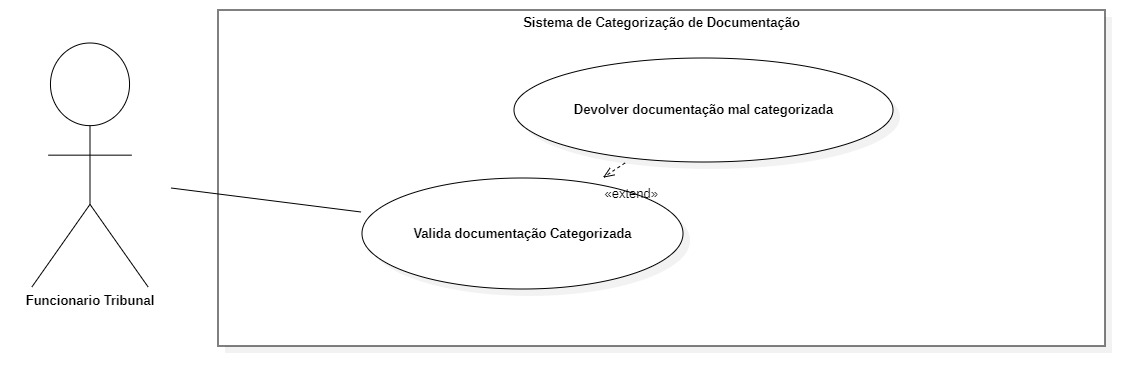 Sistema de Categorização de Documentação
Devolver documentação mal categorizada
«extend»
Valida documentação Categorizada
Funcionario Tribunal